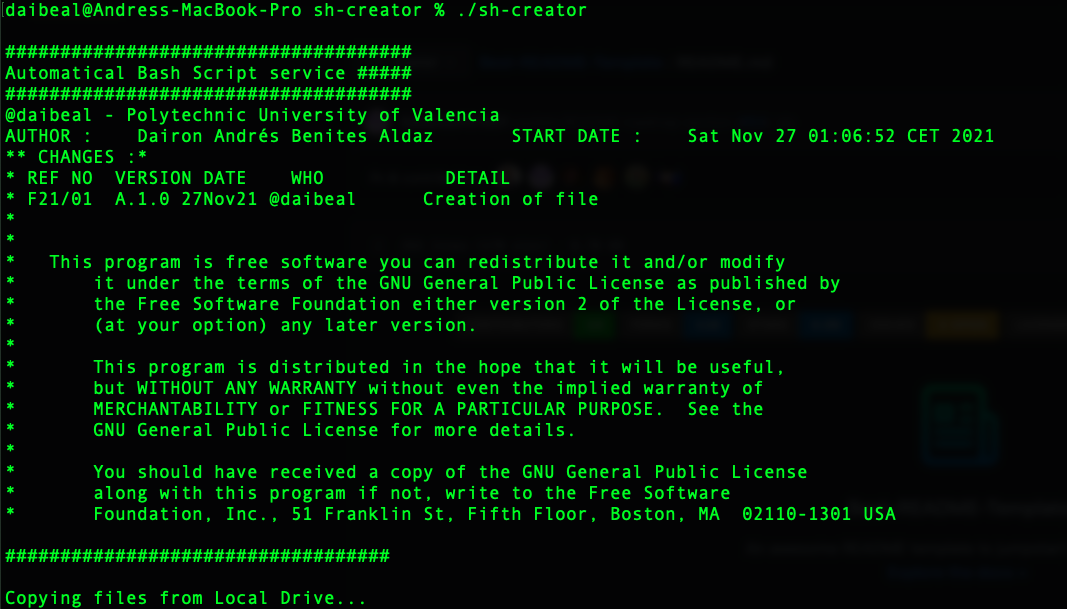 daibeal@Andress-MacBook-Pro sh-creator % ./sh-creator
#####################################
Automatical Bash Script service #####
#####################################
@daibeal - Polytechnic University of Valencia
AUTHOR :    Dairon Andrés Benites Aldaz       START DATE :    Sat Nov 27 01:06:52 CET 2021
** CHANGES :*
* REF NO  VERSION DATE    WHO           DETAIL
* F21/01  A.1.0 27Nov21 @daibeal      Creation of file
*
*
*   This program is free software you can redistribute it and/or modify
*       it under the terms of the GNU General Public License as published by
*       the Free Software Foundation either version 2 of the License, or
*       (at your option) any later version.
*
*       This program is distributed in the hope that it will be useful,
*       but WITHOUT ANY WARRANTY without even the implied warranty of
*       MERCHANTABILITY or FITNESS FOR A PARTICULAR PURPOSE.  See the
*       GNU General Public License for more details.
*
*       You should have received a copy of the GNU General Public License
*       along with this program if not, write to the Free Software
*       Foundation, Inc., 51 Franklin St, Fifth Floor, Boston, MA  02110-1301 USA
###################################
Copying files from Local Drive...